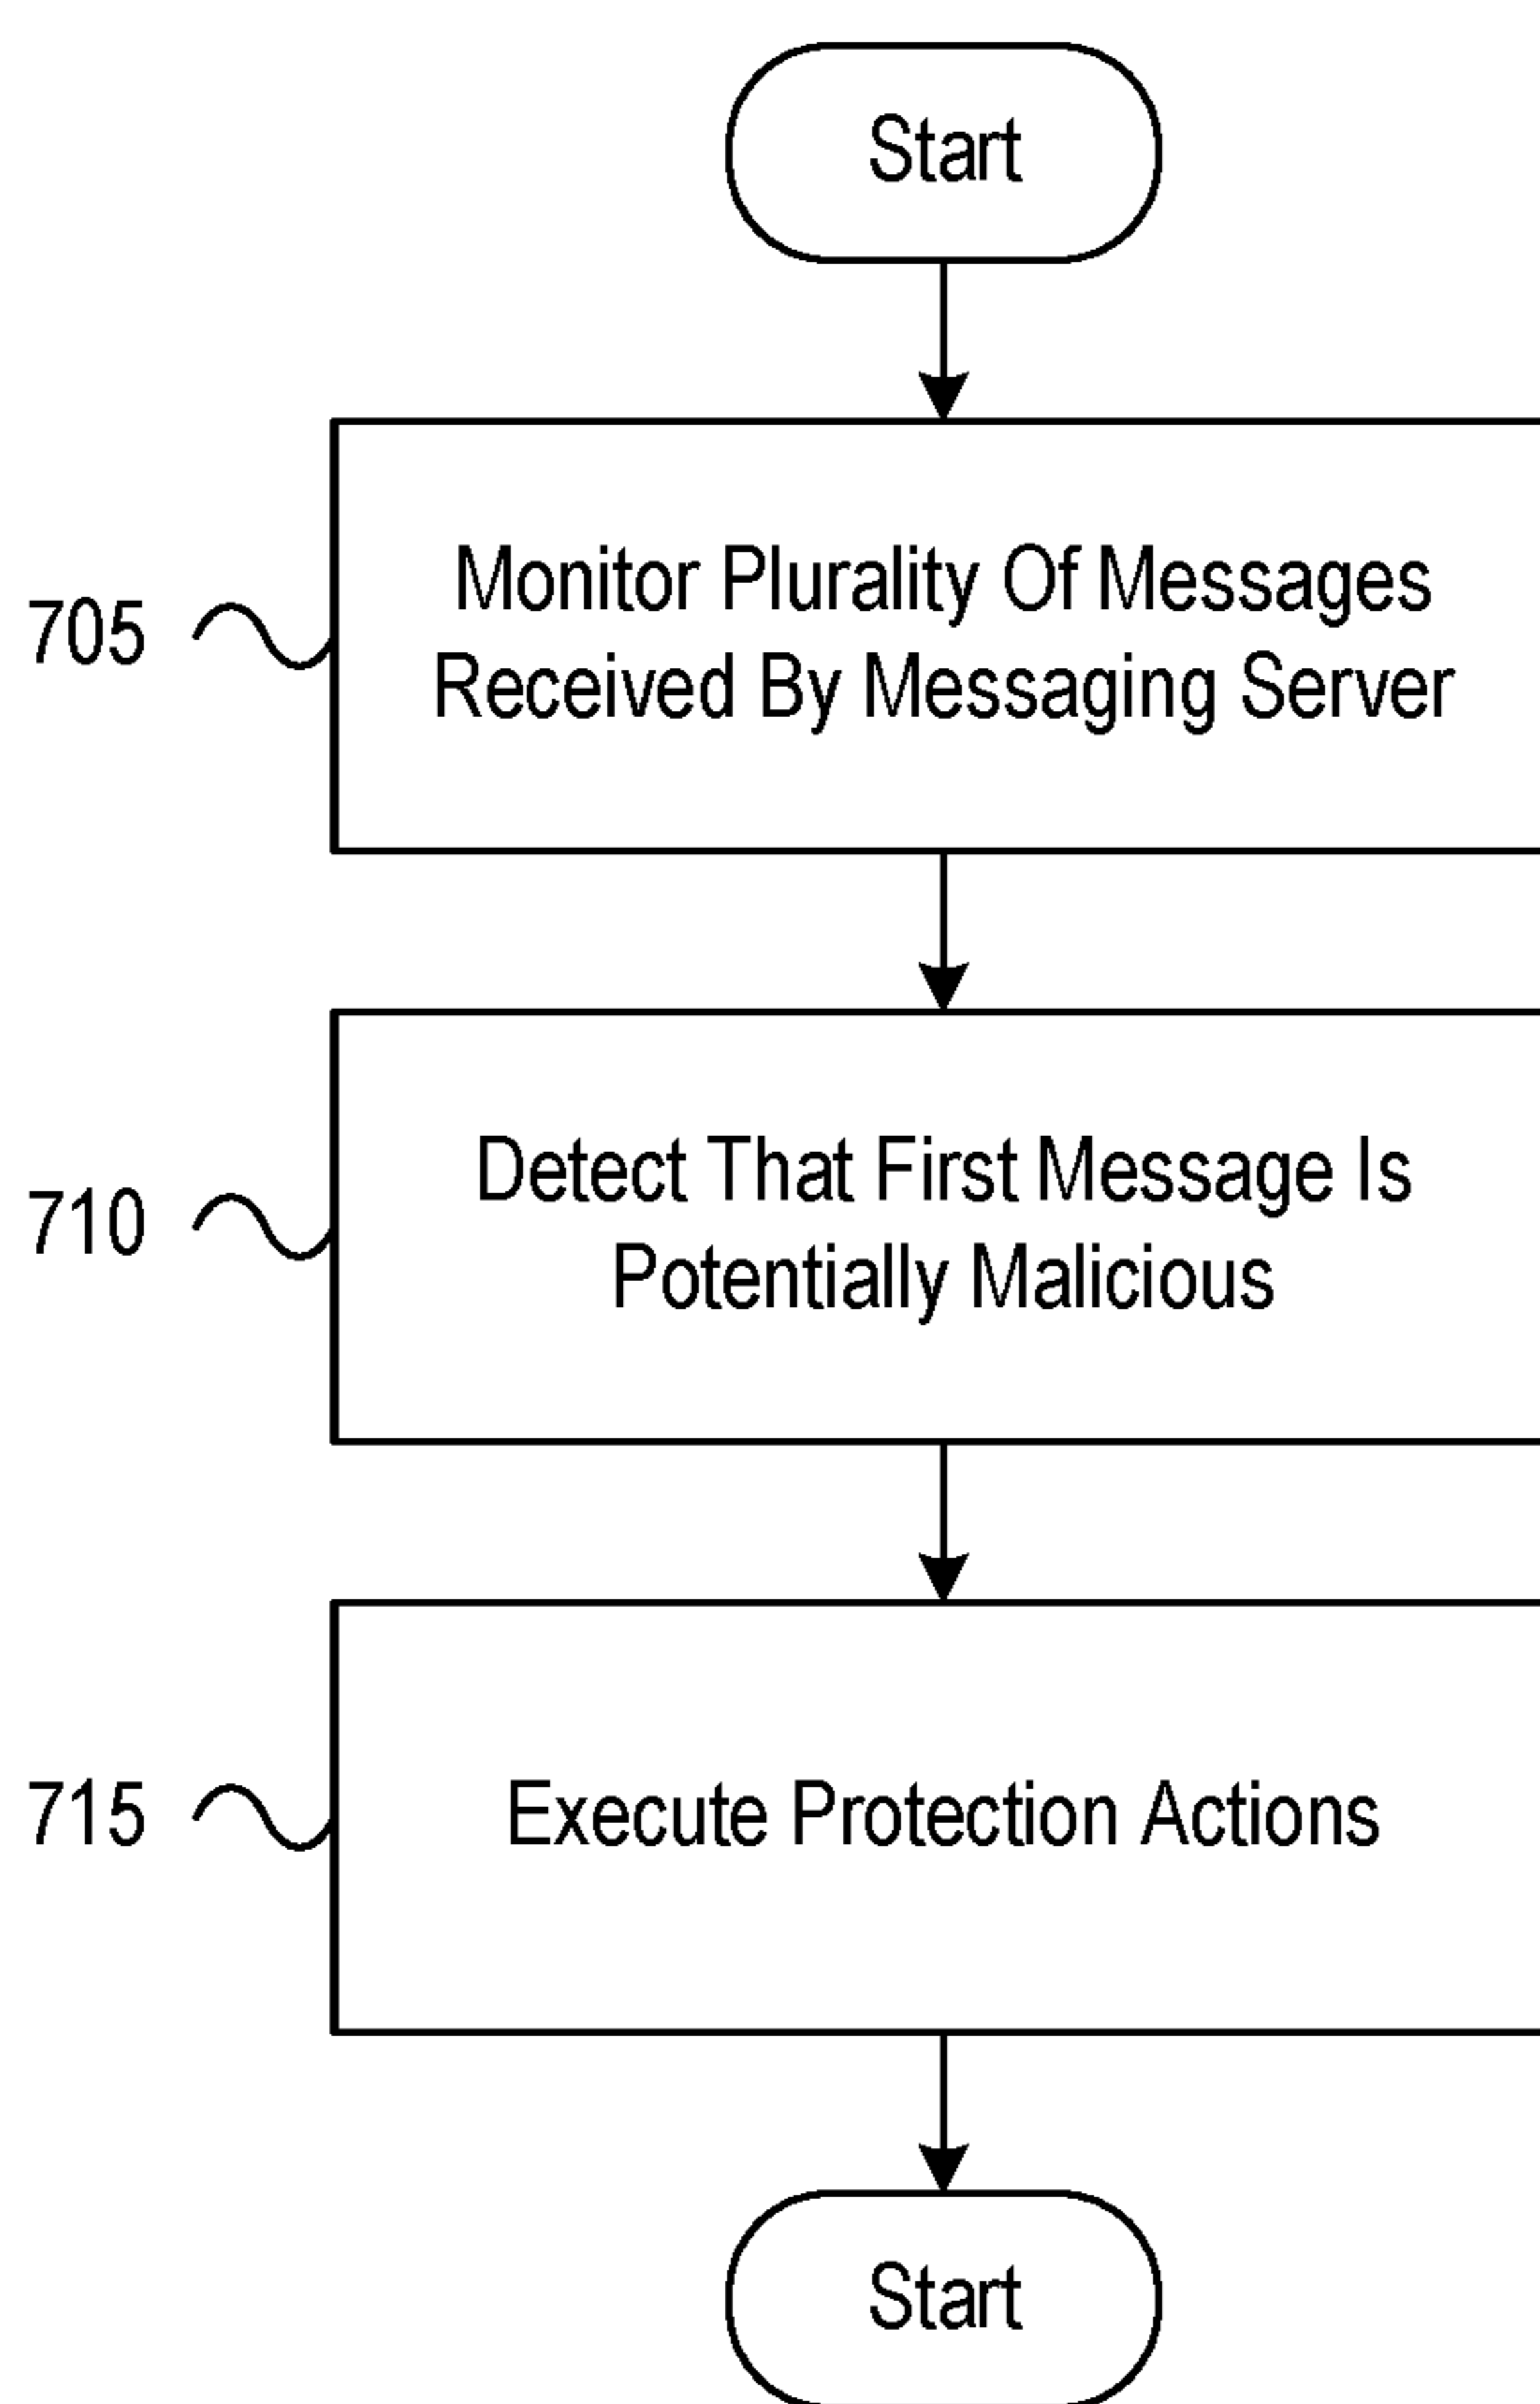 Start
705
Monitor Plurality Of Messages
Received By Messaging Server
710
Detect That First Message Is
Potentially Malicious
715
Execute Protection Actions
Start